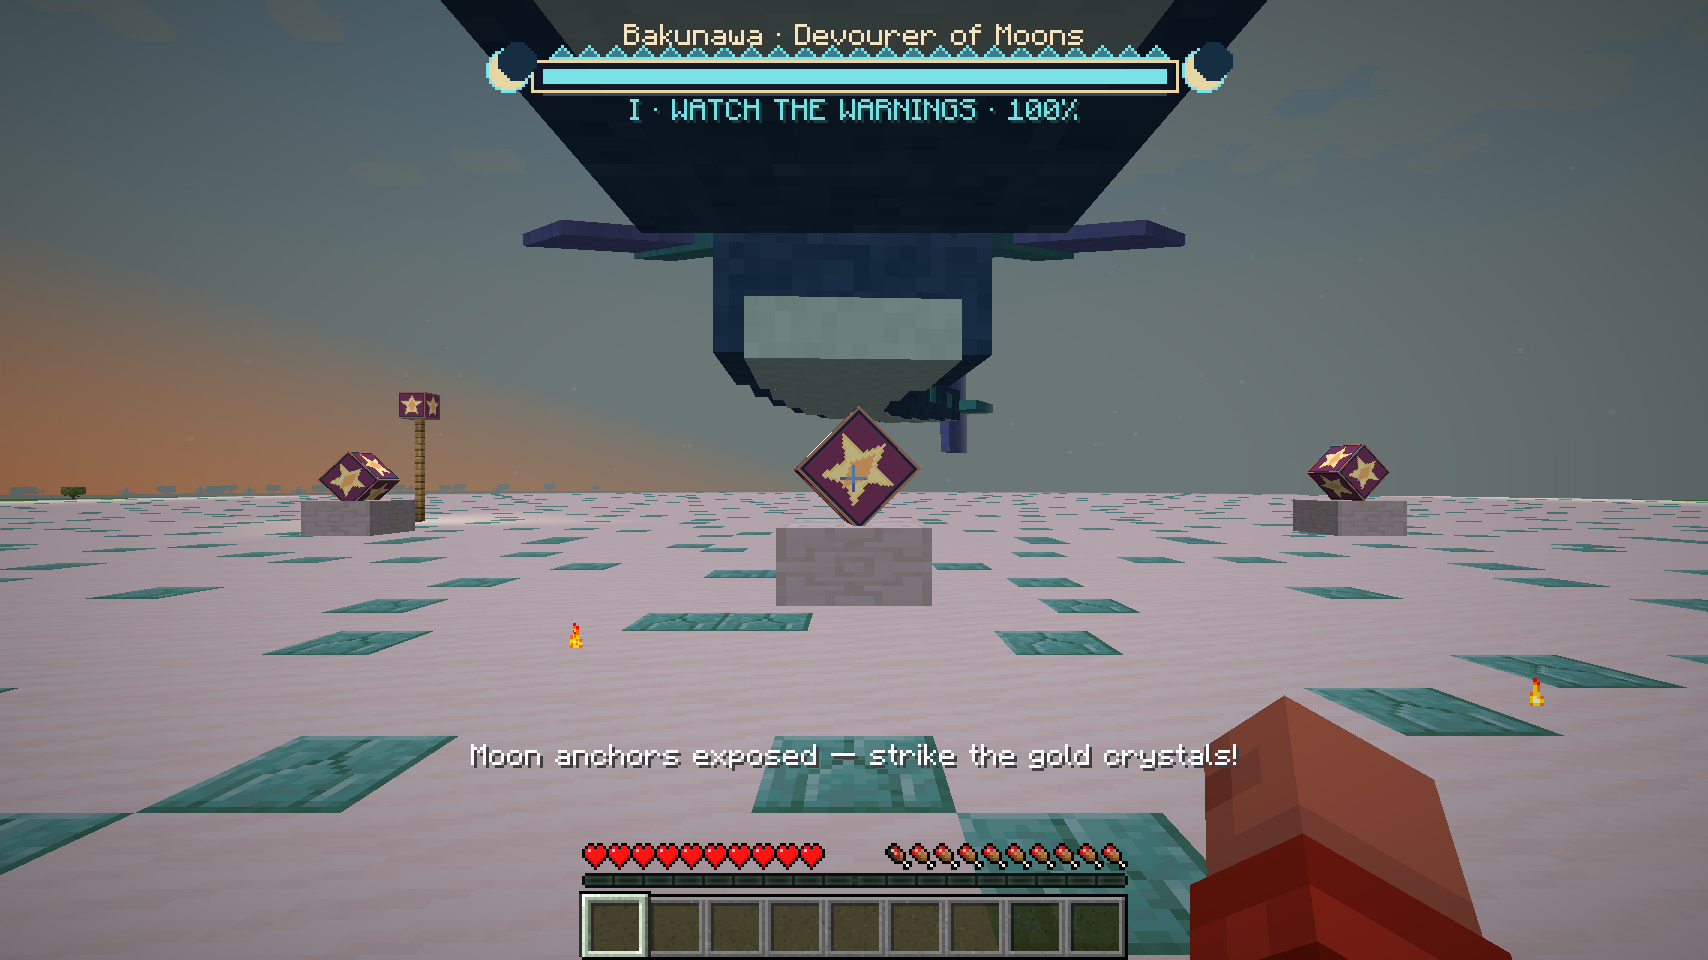 Bakunawa · Devourer of Moons
I · WATCH THE WARNINGS · 100%
Moon anchors exposed — strike the gold crystals!